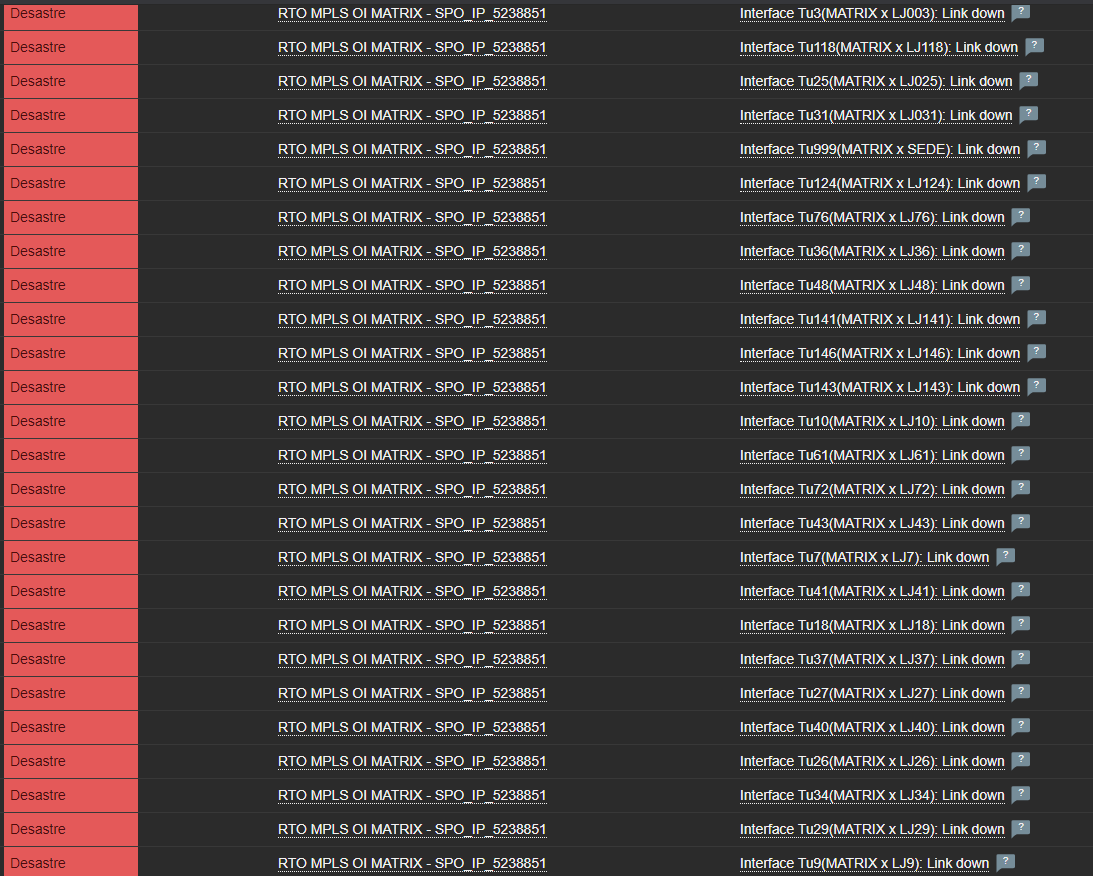 Desastre RTO MPLS OI MATRIX - SPO_IP_5238851 Interface Tu3(MATRIX x LJ003): Link down ?
Desastre RTO MPLS OI MATRIX - SPO_IP_5238851 Interface Tu118(MATRIX x LJ118): Link down ?
Desastre RTO MPLS OI MATRIX - SPO_IP_5238851 Interface Tu25(MATRIX x LJ025): Link down ?
Desastre RTO MPLS OI MATRIX - SPO_IP_5238851 Interface Tu31(MATRIX x LJ031): Link down ?
Desastre RTO MPLS OI MATRIX - SPO_IP_5238851 Interface Tu999(MATRIX x SEDE): Link down ?
Desastre RTO MPLS OI MATRIX - SPO_IP_5238851 Interface Tu124(MATRIX x LJ124): Link down ?
Desastre RTO MPLS OI MATRIX - SPO_IP_5238851 Interface Tu76(MATRIX x LJ76): Link down ?
Desastre RTO MPLS OI MATRIX - SPO_IP_5238851 Interface Tu36(MATRIX x LJ36): Link down ?
Desastre RTO MPLS OI MATRIX - SPO_IP_5238851 Interface Tu48(MATRIX x LJ48): Link down ?
Desastre RTO MPLS OI MATRIX - SPO_IP_5238851 Interface Tu141(MATRIX x LJ141): Link down ?
Desastre RTO MPLS OI MATRIX - SPO_IP_5238851 Interface Tu146(MATRIX x LJ146): Link down ?
Desastre RTO MPLS OI MATRIX - SPO_IP_5238851 Interface Tu143(MATRIX x LJ143): Link down ?
Desastre RTO MPLS OI MATRIX - SPO_IP_5238851 Interface Tu10(MATRIX x LJ10): Link down ?
Desastre RTO MPLS OI MATRIX - SPO_IP_5238851 Interface Tu61(MATRIX x LJ61): Link down ?
Desastre RTO MPLS OI MATRIX - SPO_IP_5238851 Interface Tu72(MATRIX x LJ72): Link down ?
Desastre RTO MPLS OI MATRIX - SPO_IP_5238851 Interface Tu43(MATRIX x LJ43): Link down ?
Desastre RTO MPLS OI MATRIX - SPO_IP_5238851 Interface Tu7(MATRIX x LJ7): Link down ?
Desastre RTO MPLS OI MATRIX - SPO_IP_5238851 Interface Tu41(MATRIX x LJ41): Link down ?
Desastre RTO MPLS OI MATRIX - SPO_IP_5238851 Interface Tu18(MATRIX x LJ18): Link down ?
Desastre RTO MPLS OI MATRIX - SPO_IP_5238851 Interface Tu37(MATRIX x LJ37): Link down ?
Desastre RTO MPLS OI MATRIX - SPO_IP_5238851 Interface Tu27(MATRIX x LJ27): Link down ?
Desastre RTO MPLS OI MATRIX - SPO_IP_5238851 Interface Tu40(MATRIX x LJ40): Link down ?
Desastre RTO MPLS OI MATRIX - SPO_IP_5238851 Interface Tu26(MATRIX x LJ26): Link down ?
Desastre RTO MPLS OI MATRIX - SPO_IP_5238851 Interface Tu34(MATRIX x LJ34): Link down ?
Desastre RTO MPLS OI MATRIX - SPO_IP_5238851 Interface Tu29(MATRIX x LJ29): Link down ?
Desastre RTO MPLS OI MATRIX - SPO_IP_5238851 Interface Tu9(MATRIX x LJ9): Link down ?